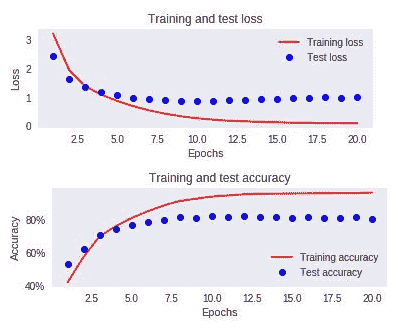 Training and test loss
3
2
1
0
Loss
Training loss
Test loss
2.5 5.0 7.5 10.0 12.5 15.0 17.5 20.0
Epochs
Training and test accuracy
80%
60%
40%
Accuracy
Training accuracy
Test accuracy
2.5 5.0 7.5 10.0 12.5 15.0 17.5 20.0
Epochs